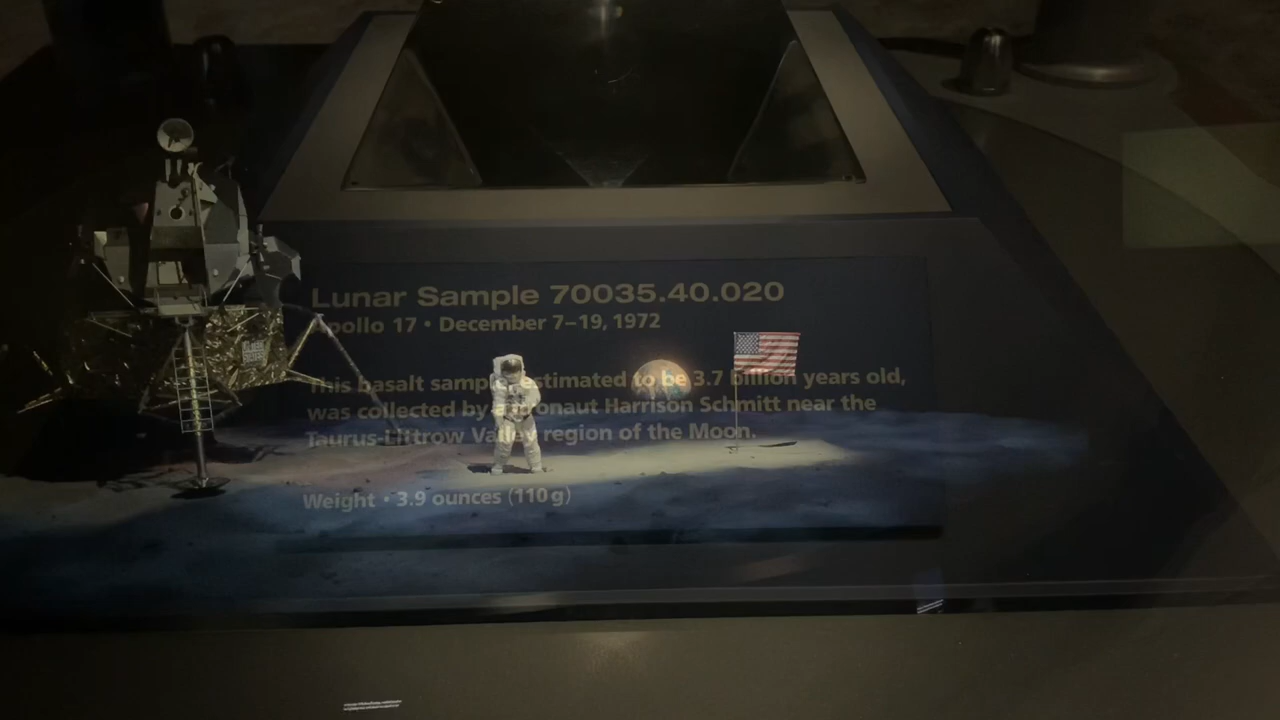 Lunar Sample 70035.40.020
Apollo 17 • December 7–19, 1972
This basalt sample, estimated to be 3.7 billion years old,
was collected by astronaut Harrison Schmitt near the
Taurus-Littrow Valley region of the Moon.
Weight • 3.9 ounces (110 g)